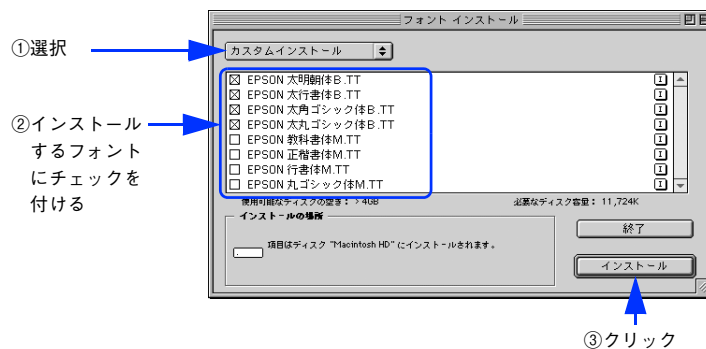 フォント インストール
①選択
カスタムインストール
EPSON 太明朝体B.TT
EPSON 太行書体B.TT
EPSON 太角ゴシック体B.TT
EPSON 太丸ゴシック体B.TT
EPSON 教科書体M.TT
EPSON 正楷書体M.TT
EPSON 行書体M.TT
EPSON 丸ゴシック体M.TT
②インストール
するフォント
にチェックを
付ける
使用可能なディスクの空き： > 4GB
必要なディスク容量： 11,724K
インストールの場所
項目はディスク "Macintosh HD" にインストールされます。
終了
インストール
③クリック